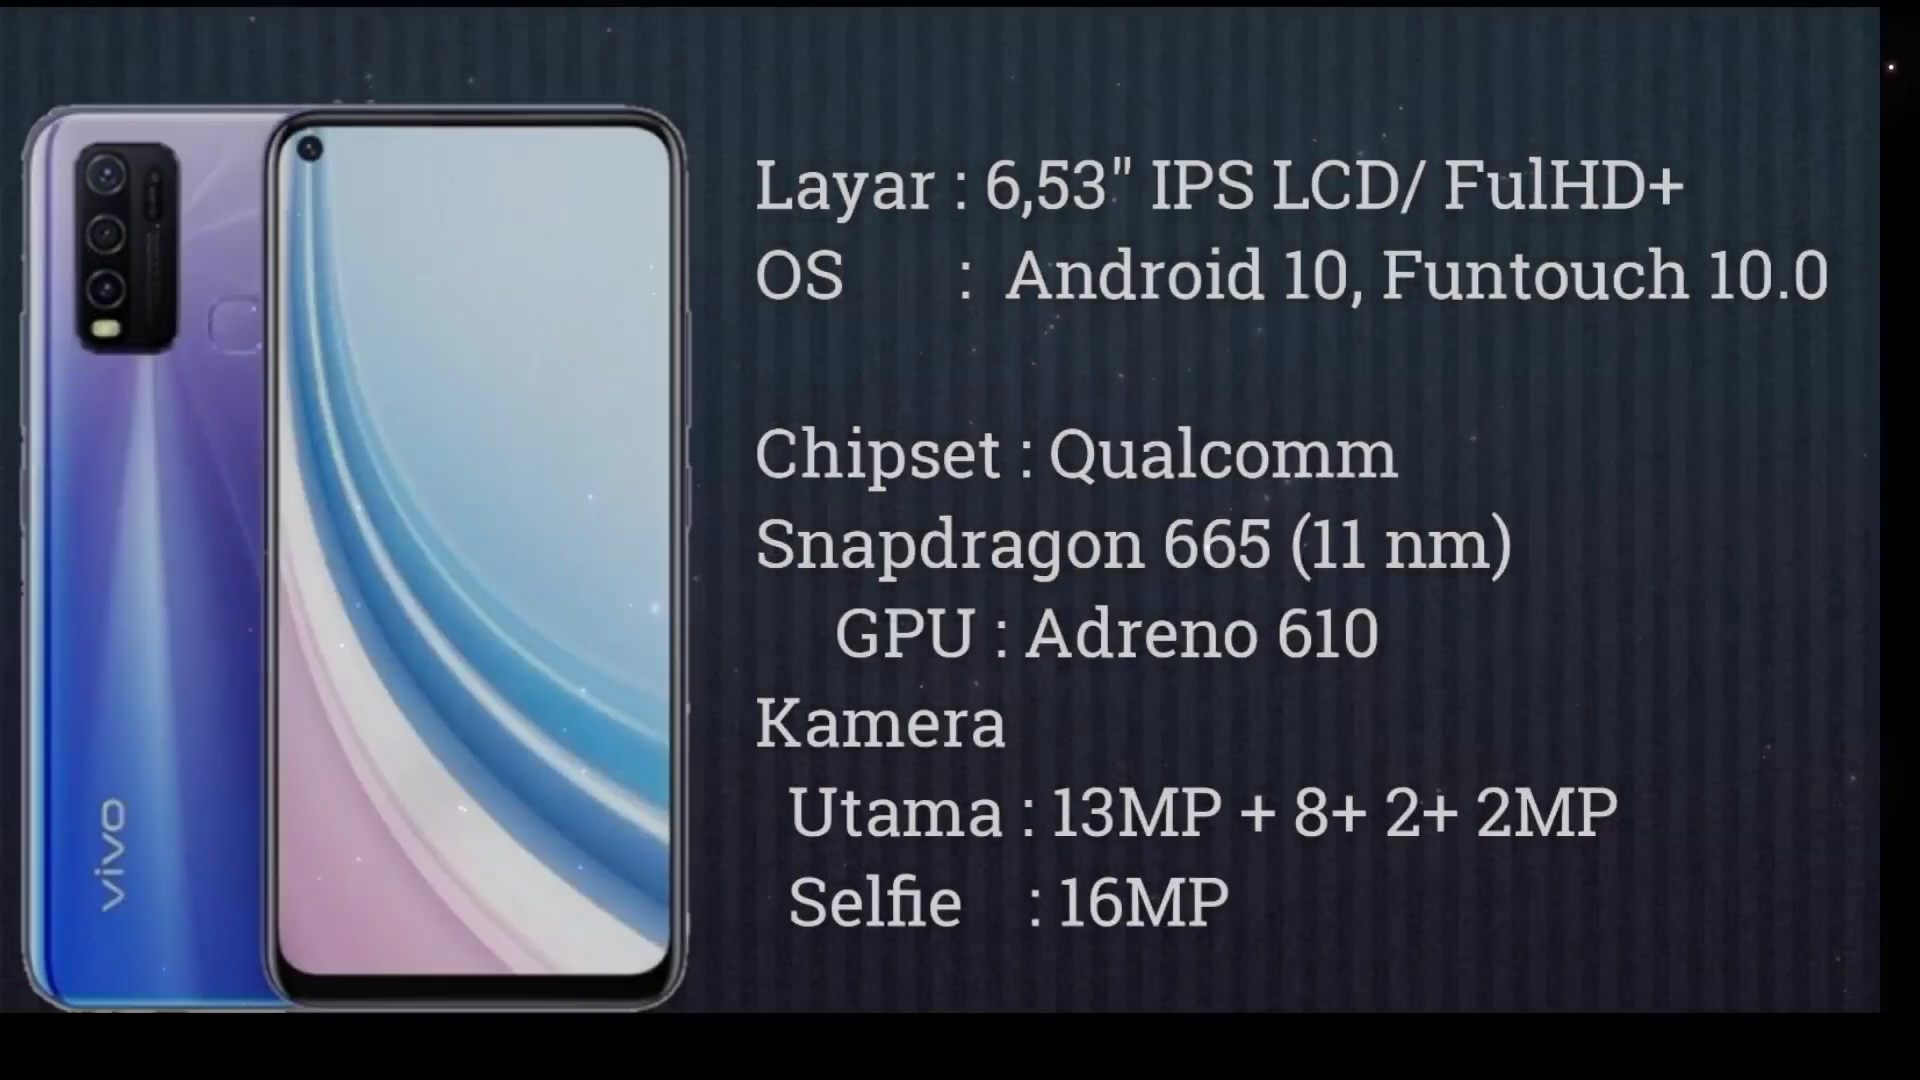 vivo
Layar : 6,53" IPS LCD/ FulHD+
OS : Android 10, Funtouch 10.0
Chipset : Qualcomm
Snapdragon 665 (11 nm)
GPU : Adreno 610
Kamera
Utama : 13MP + 8+ 2+ 2MP
Selfie : 16MP